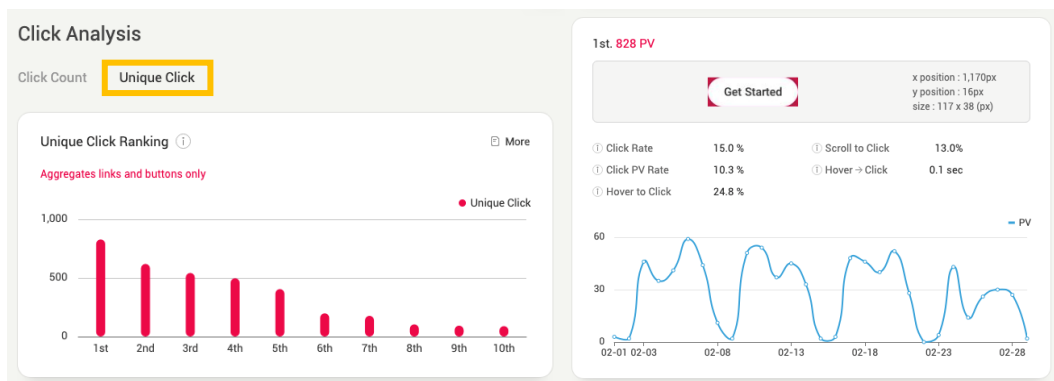 Click Analysis
Click Count Unique Click
Unique Click Ranking
More
Aggregates links and buttons only
Unique Click
1,000
500
0
1st 2nd 3rd 4th 5th 6th 7th 8th 9th 10th
1st. 828 PV
Get Started
x position : 1,170px
y position : 16px
size : 117 x 38 (px)
Click Rate 15.0 % Scroll to Click 13.0%
Click PV Rate 10.3 % Hover → Click 0.1 sec
Hover to Click 24.8 %
PV
60
30
0
02-01 02-03 02-08 02-13 02-18 02-23 02-28